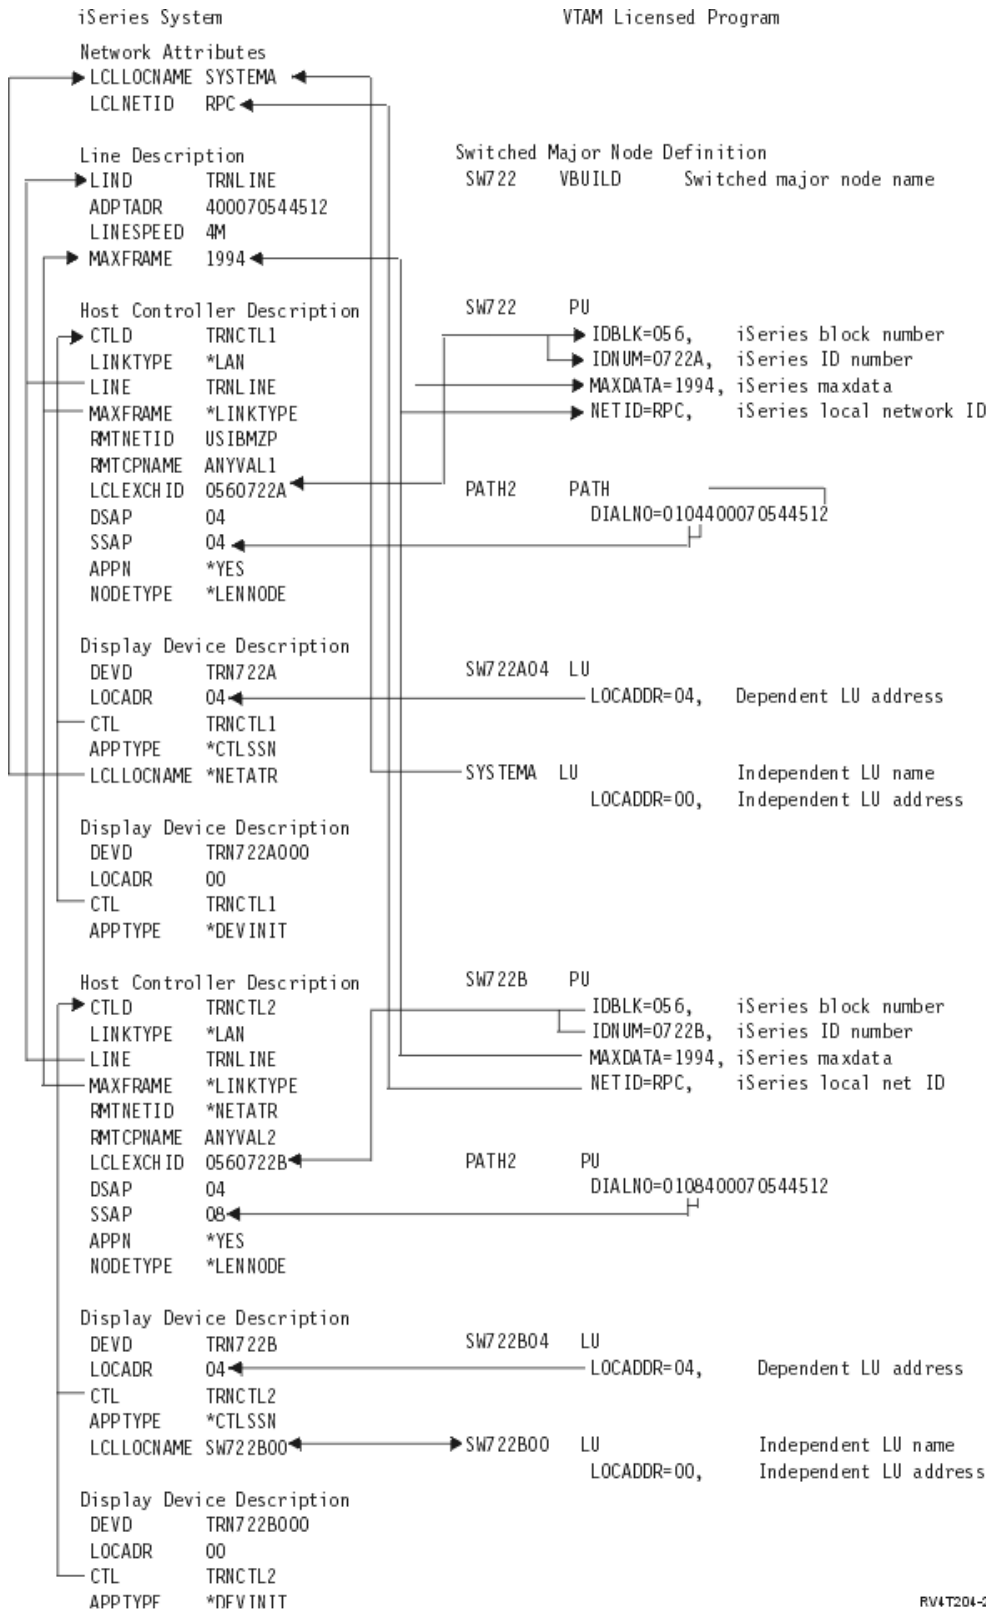 iSeries System VTAM Licensed Program
Network Attributes
LCLLOCNAME SYSTEMA
LCLNETID RPC
Line Description Switched Major Node Definition
LIND TRNLINE SW722 VBUILD Switched major node name
ADPTADR 400070544512
LINESPEED 4M
MAXFRAME 1994
Host Controller Description SW722 PU
CTLD TRNCTL1 IDBLK=056, iSeries block number
LINKTYPE *LAN IDNUM=0722A, iSeries ID number
LINE TRNLINE MAXDATA=1994, iSeries maxdata
MAXFRAME *LINKTYPE NETID=RPC, iSeries local network ID
RMTNETID USIBMZP
RMTCPNAME ANYVAL1
LCLEXCHID 0560722A PATH2 PATH
DSAP 04 DIALNO=0104400070544512
SSAP 04
APPN *YES
NODETYPE *LENNODE
Display Device Description
DEVD TRN722A SW722A04 LU
LOCADR 04 LOCADDR=04, Dependent LU address
CTL TRNCTL1
APPTYPE *CTLSSN
LCLLOCNAME *NETATR SYSTEMA LU Independent LU name
LOCADDR=00, Independent LU address
Display Device Description
DEVD TRN722A000
LOCADR 00
CTL TRNCTL1
APPTYPE *DEVINIT
Host Controller Description SW722B PU
CTLD TRNCTL2 IDBLK=056, iSeries block number
LINKTYPE *LAN IDNUM=0722B, iSeries ID number
LINE TRNLINE MAXDATA=1994, iSeries maxdata
MAXFRAME *LINKTYPE NETID=RPC, iSeries local net ID
RMTNETID *NETATR
RMTCPNAME ANYVAL2
LCLEXCHID 0560722B PATH2 PU
DSAP 04 DIALNO=0108400070544512
SSAP 08
APPN *YES
NODETYPE *LENNODE
Display Device Description
DEVD TRN722B SW722B04 LU
LOCADR 04 LOCADDR=04, Dependent LU address
CTL TRNCTL2
APPTYPE *CTLSSN
LCLLOCNAME SW722B00 SW722B00 LU Independent LU name
LOCADDR=00, Independent LU address
Display Device Description
DEVD TRN722B000
LOCADR 00
CTL TRNCTL2
APPTYPE *DEVINIT RV4T204-2